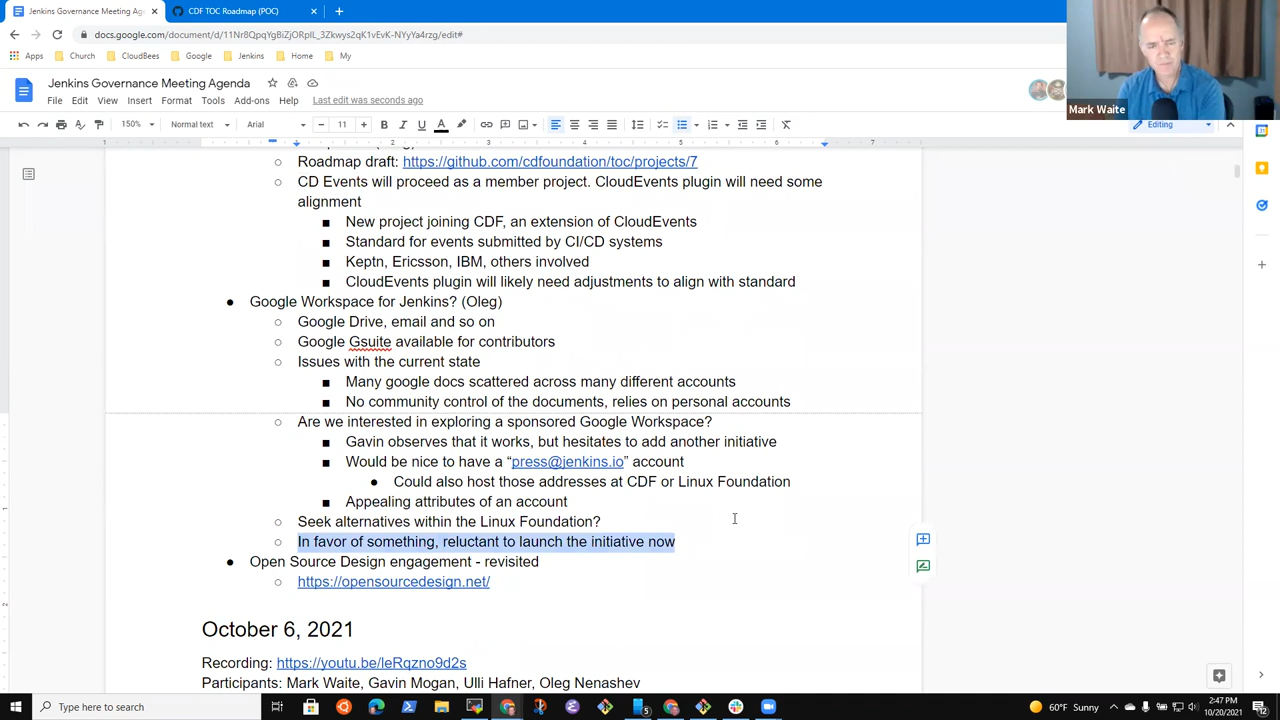 Jenkins Governance Meeting Age
CDF TOC Roadmap (POC)
docs.google.com/document/d/11Nr8QpqYgBiZjORpIL_3Zkwys2qK1vEvK-NYyYa4rzg/edit#
Apps
Church
CloudBees
Google
Jenkins
Home
My
Jenkins Governance Meeting Agenda
File Edit View Insert Format Tools Add-ons Help Last edit was seconds ago
Mark Waite
150% Normal text Arial 11 Editing
1 2 3 4 5 6 7
Roadmap draft: https://github.com/cdfoundation/toc/projects/7
CD Events will proceed as a member project. CloudEvents plugin will need some
alignment
New project joining CDF, an extension of CloudEvents
Standard for events submitted by CI/CD systems
Keptn, Ericsson, IBM, others involved
CloudEvents plugin will likely need adjustments to align with standard
Google Workspace for Jenkins? (Oleg)
Google Drive, email and so on
Google Gsuite available for contributors
Issues with the current state
Many google docs scattered across many different accounts
No community control of the documents, relies on personal accounts
Are we interested in exploring a sponsored Google Workspace?
Gavin observes that it works, but hesitates to add another initiative
Would be nice to have a “press@jenkins.io” account
Could also host those addresses at CDF or Linux Foundation
Appealing attributes of an account
Seek alternatives within the Linux Foundation?
In favor of something, reluctant to launch the initiative now
Open Source Design engagement - revisited
https://opensourcedesign.net/
October 6, 2021
Recording: https://youtu.be/leRqzno9d2s
Participants: Mark Waite, Gavin Mogan, Ulli Hafner, Oleg Nenashev
Type here to search
60°F Sunny
2:47 PM
10/20/2021